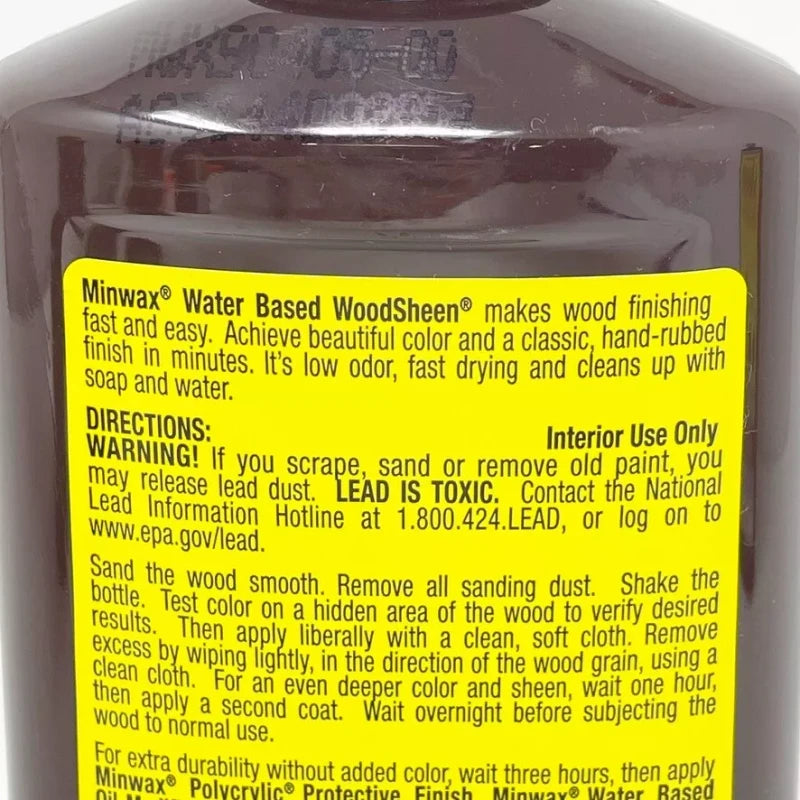 Minwax® Water Based WoodSheen® makes wood finishing
fast and easy. Achieve beautiful color and a classic, hand-rubbed
finish in minutes. It's low odor, fast drying and cleans up with
soap and water.
DIRECTIONS: Interior Use Only
WARNING! If you scrape, sand or remove old paint, you
may release lead dust. LEAD IS TOXIC. Contact the National
Lead Information Hotline at 1.800.424.LEAD, or log on to
www.epa.gov/lead.
Sand the wood smooth. Remove all sanding dust. Shake the
bottle. Test color on a hidden area of the wood to verify desired
results. Then apply liberally with a clean, soft cloth. Remove
excess by wiping lightly, in the direction of the wood grain, using a
clean cloth. For an even deeper color and sheen, wait one hour,
then apply a second coat. Wait overnight before subjecting the
wood to normal use.
For extra durability without added color, wait three hours, then apply
Minwax® Polycrylic® Protective Finish, Minwax® Water Based